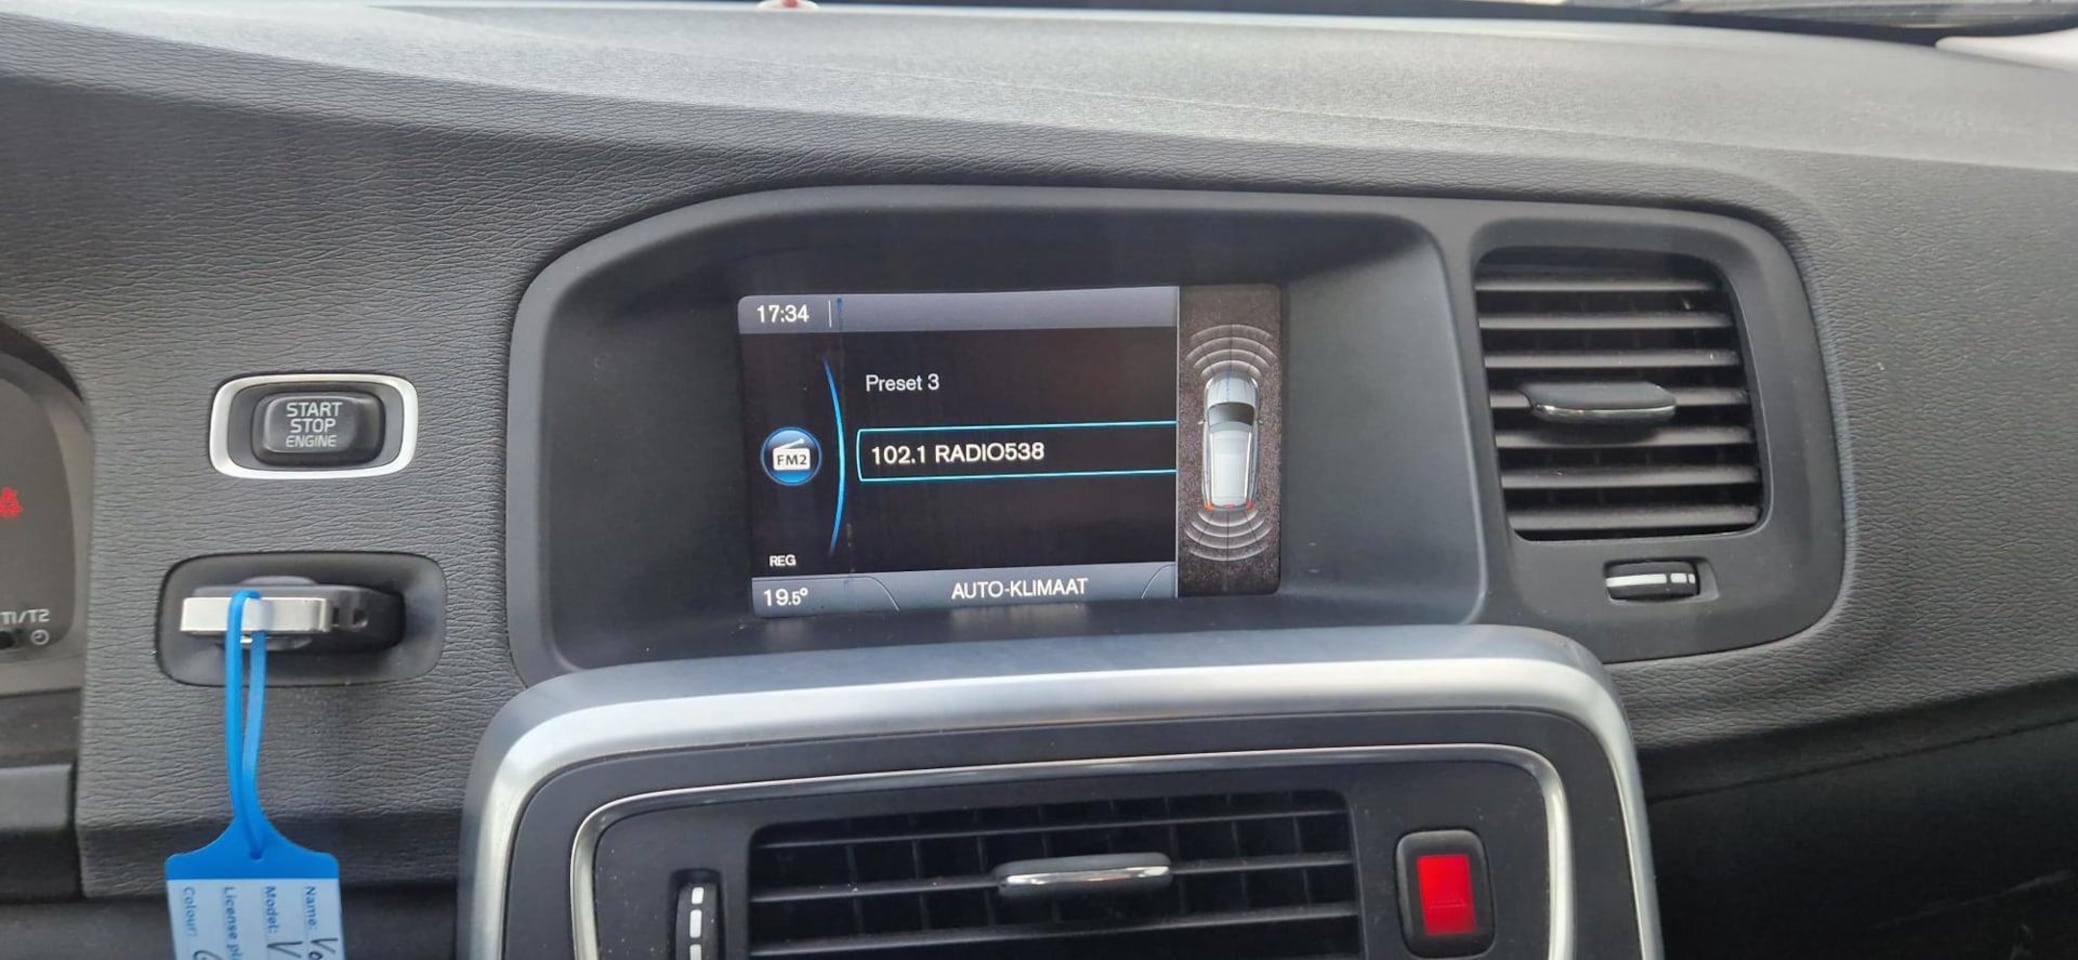 17:34
Preset 3
102.1 RADIO538
FM2
REG
19.5°
AUTO-KLIMAAT
START
STOP
ENGINE
Name:
Model:
License
Colour: